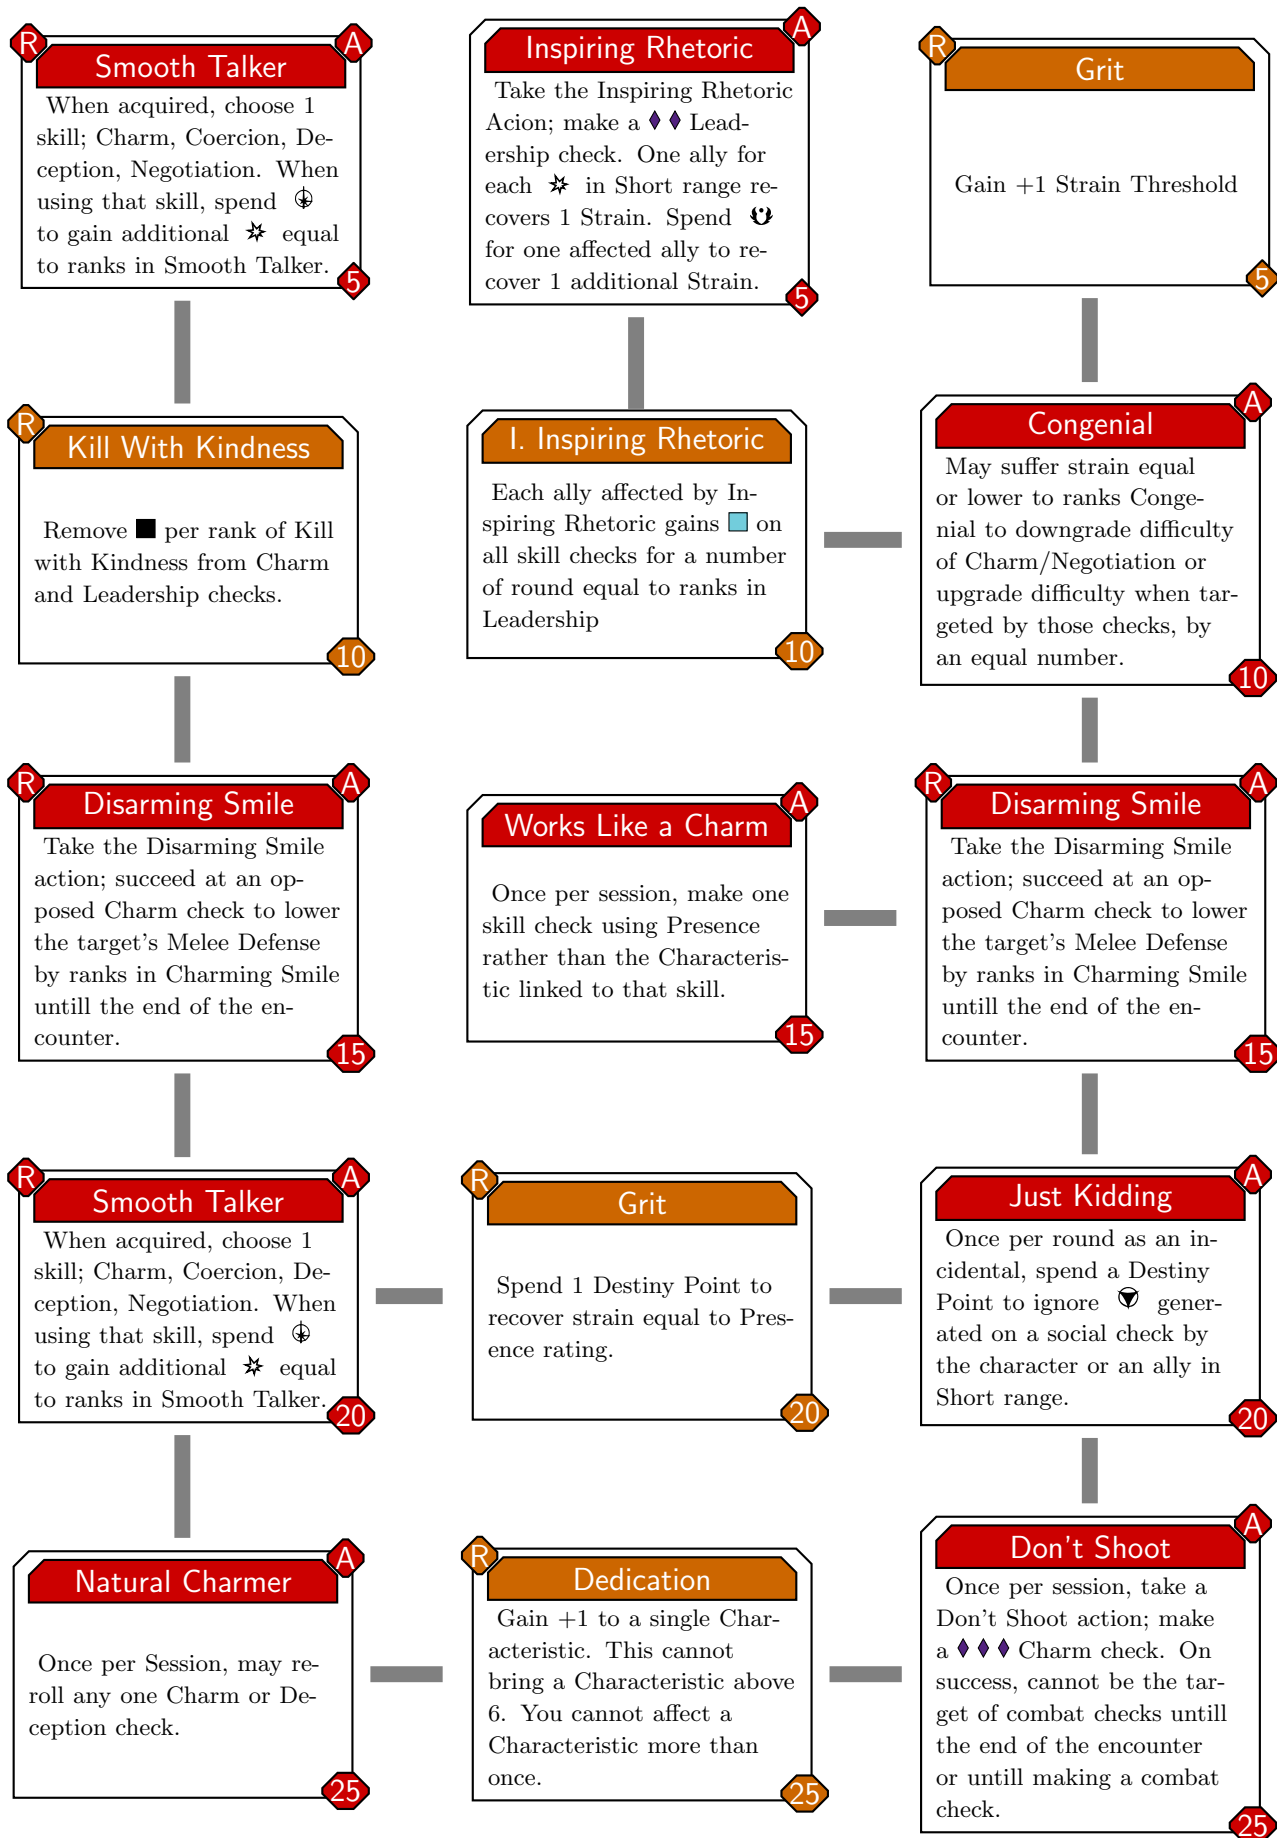 R
A
Smooth Talker
When acquired, choose 1
skill; Charm, Coercion, De-
ception, Negotiation. When
using that skill, spend
to gain additional equal
to ranks in Smooth Talker.
5
A
Inspiring Rhetoric
Take the Inspiring Rhetoric
Acion; make a Lead-
ership check. One ally for
each in Short range re-
covers 1 Strain. Spend
for one affected ally to re-
cover 1 additional Strain.
5
R
Grit
Gain +1 Strain Threshold
5
R
Kill With Kindness
Remove per rank of Kill
with Kindness from Charm
and Leadership checks.
10
I. Inspiring Rhetoric
Each ally affected by In-
spiring Rhetoric gains on
all skill checks for a number
of round equal to ranks in
Leadership
10
A
Congenial
May suffer strain equal
or lower to ranks Conge-
nial to downgrade difficulty
of Charm/Negotiation or
upgrade difficulty when tar-
geted by those checks, by
an equal number.
10
R
A
Disarming Smile
Take the Disarming Smile
action; succeed at an op-
posed Charm check to lower
the target's Melee Defense
by ranks in Charming Smile
untill the end of the en-
counter.
15
A
Works Like a Charm
Once per session, make one
skill check using Presence
rather than the Characteris-
tic linked to that skill.
15
R
A
Disarming Smile
Take the Disarming Smile
action; succeed at an op-
posed Charm check to lower
the target's Melee Defense
by ranks in Charming Smile
untill the end of the en-
counter.
15
R
A
Smooth Talker
When acquired, choose 1
skill; Charm, Coercion, De-
ception, Negotiation. When
using that skill, spend
to gain additional equal
to ranks in Smooth Talker.
20
R
Grit
Spend 1 Destiny Point to
recover strain equal to Pres-
ence rating.
20
A
Just Kidding
Once per round as an in-
cidental, spend a Destiny
Point to ignore gener-
ated on a social check by
the character or an ally in
Short range.
20
A
Natural Charmer
Once per Session, may re-
roll any one Charm or De-
ception check.
25
R
Dedication
Gain +1 to a single Char-
acteristic. This cannot
bring a Characteristic above
6. You cannot affect a
Characteristic more than
once.
25
A
Don't Shoot
Once per session, take a
Don't Shoot action; make
a Charm check. On
success, cannot be the tar-
get of combat checks untill
the end of the encounter
or untill making a combat
check.
25